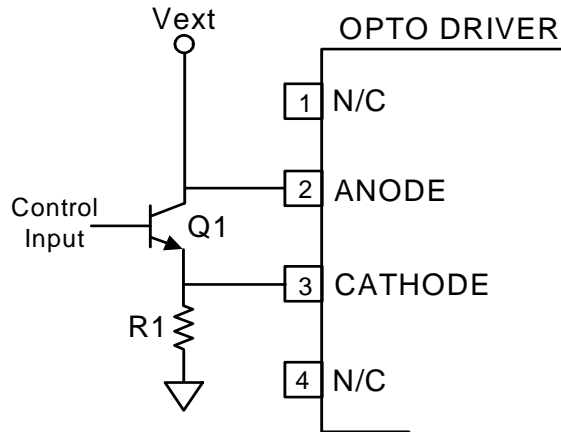 Vext
OPTO DRIVER
1 N/C
2 ANODE
Control
Input
Q1
3 CATHODE
R1
4 N/C